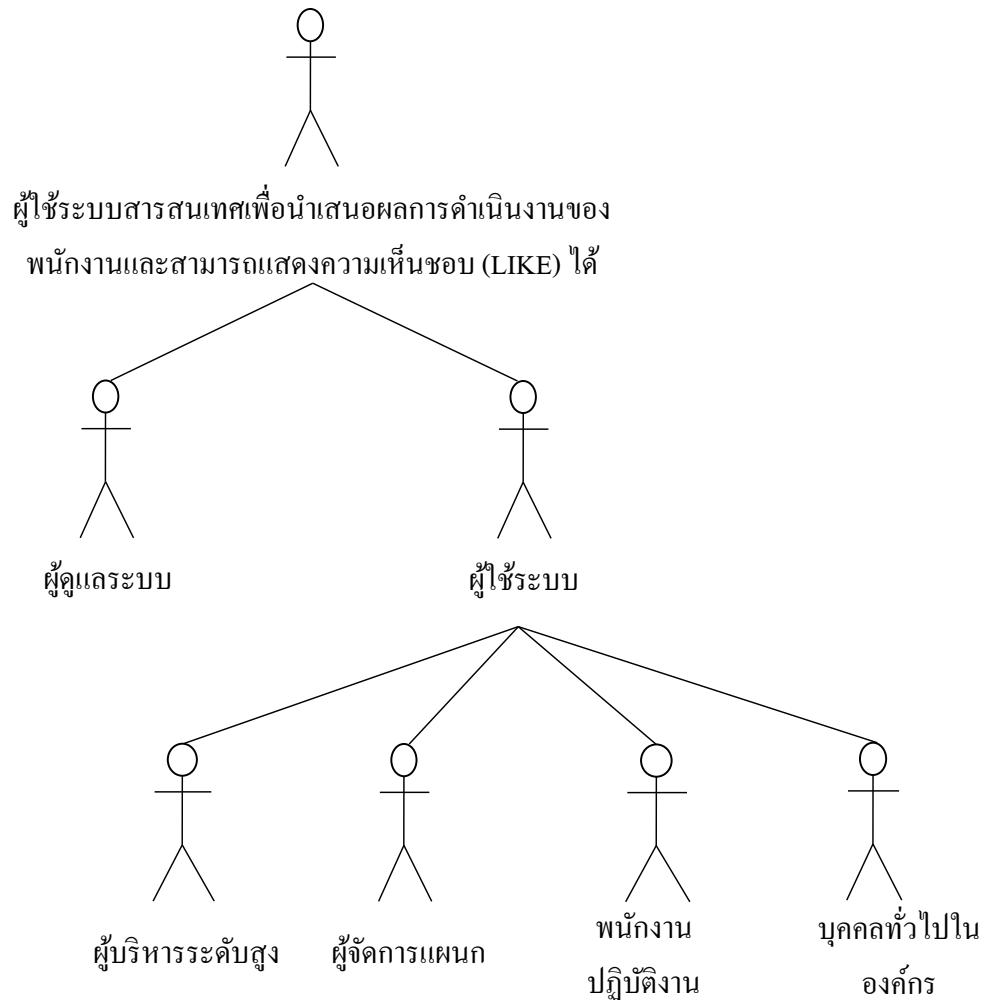 ผู้ใช้ระบบสารสนเทศเพื่อนำเสนอผลการดำเนินงานของ
พนักงานและสามารถแสดงความเห็นชอบ (LIKE) ได้
ผู้ดูแลระบบ
ผู้ใช้ระบบ
ผู้บริหารระดับสูง
ผู้จัดการแผนก
พนักงาน
ปฏิบัติงาน
บุคคลทั่วไปใน
องค์กร